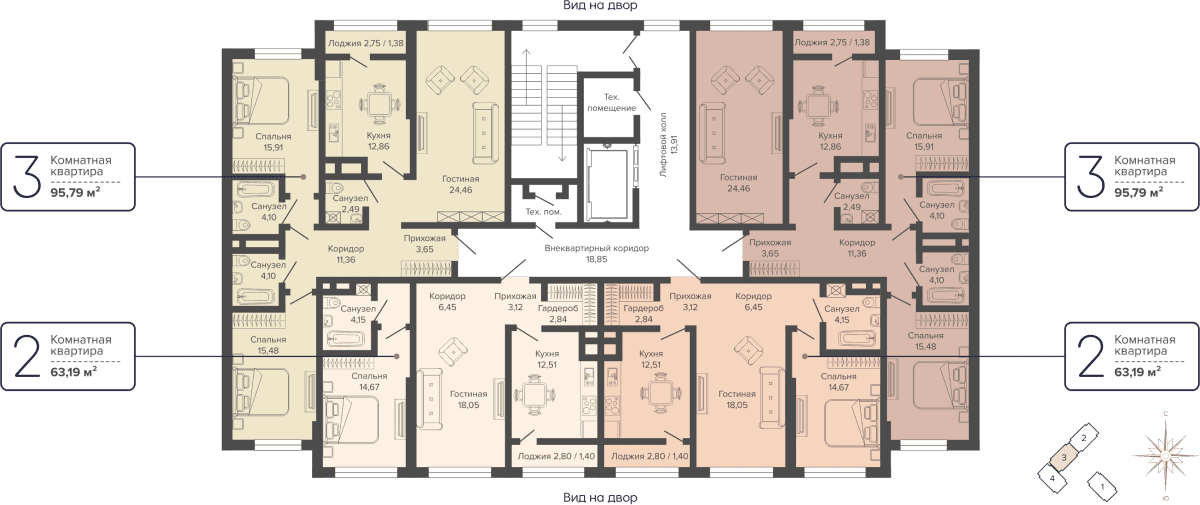 Вид на двор
Лоджия 2,75 / 1,38
Лоджия 2,75 / 1,38
Тех.
помещение
Лифтовой холл
13,91
Спальня
15,91
Кухня
12,86
Гостиная
24,46
Гостиная
24,46
Кухня
12,86
Спальня
15,91
3
Комнатная
квартира
95,79 м²
3
Комнатная
квартира
95,79 м²
Санузел
4,10
Санузел
2,49
Тех. пом.
Санузел
2,49
Санузел
4,10
Коридор
11,36
Прихожая
3,65
Внеквартирный коридор
18,85
Прихожая
3,65
Коридор
11,36
Санузел
4,10
Санузел
4,10
Санузел
4,15
Коридор
6,45
Прихожая
3,12
Гардероб
2,84
Гардероб
2,84
Прихожая
3,12
Коридор
6,45
Санузел
4,15
2
Комнатная
квартира
63,19 м²
2
Комнатная
квартира
63,19 м²
Спальня
15,48
Спальня
14,67
Гостиная
18,05
Кухня
12,51
Кухня
12,51
Гостиная
18,05
Спальня
14,67
Спальня
15,48
Лоджия 2,80 / 1,40
Лоджия 2,80 / 1,40
Вид на двор
2
3
4
1
С
Ю